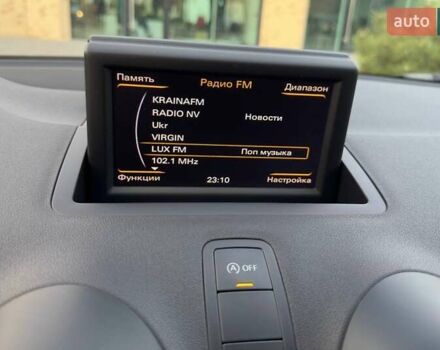 auto
Память
Радио FM
Диапазон
KRAINAFM
RADIO NV Новости
Ukr
VIRGIN
LUX FM Поп музыка
102.1 MHz
Функции
23:10
Настройка
A OFF